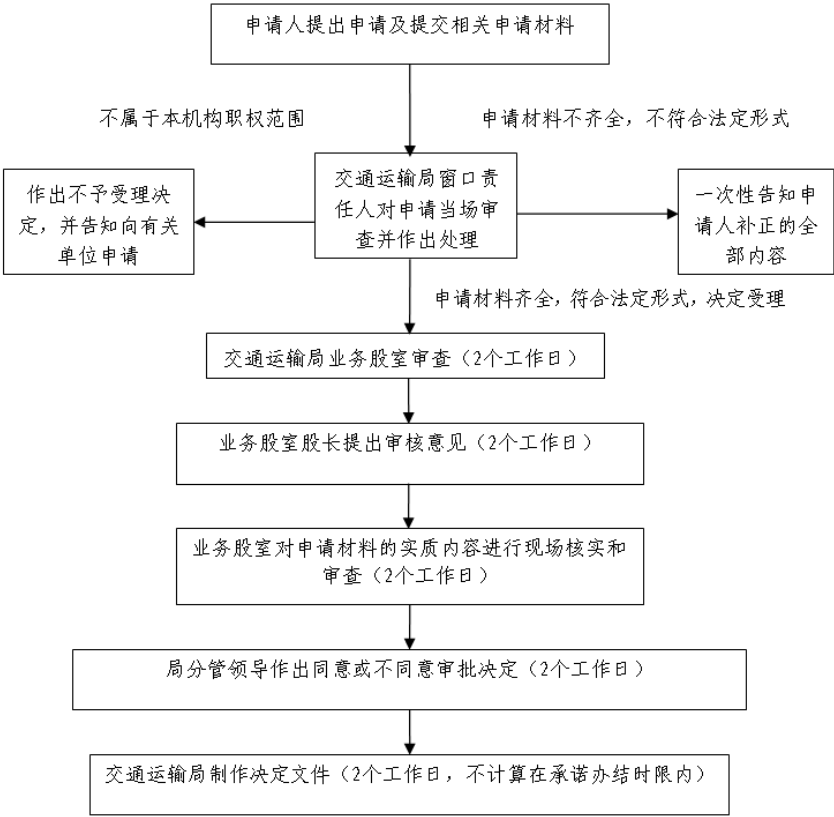 申请人提出申请及提交相关申请材料
不属于本机构职权范围
申请材料不齐全，不符合法定形式
作出不予受理决
定，并告知向有关
单位申请
交通运输局窗口责
任人对申请当场审
查并作出处理
一次性告知申
请人补正的全
部内容
申请材料齐全，符合法定形式，决定受理
交通运输局业务股室审查（2个工作日）
业务股室股长提出审核意见（2个工作日）
业务股室对申请材料的实质内容进行现场核实和
审查（2个工作日）
局分管领导作出同意或不同意审批决定（2个工作日）
交通运输局制作决定文件（2个工作日，不计算在承诺办结时限内）